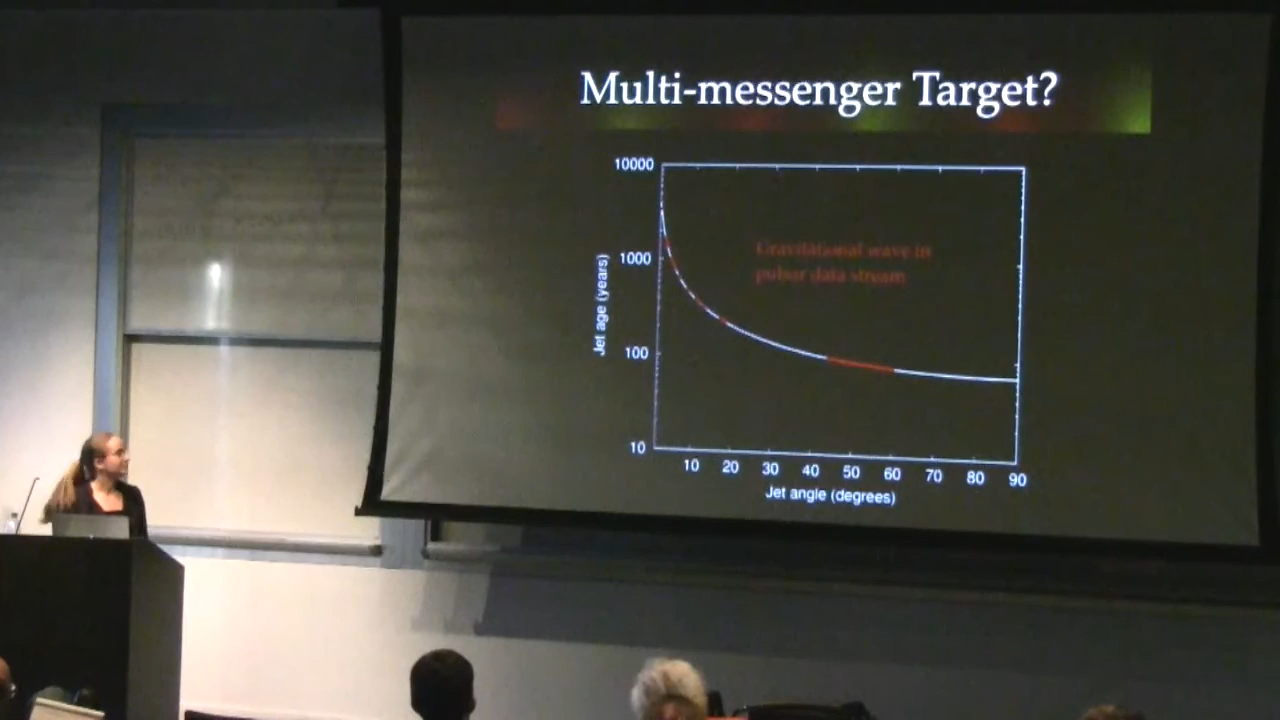 Multi-messenger Target?
10000
1000
100
10
Jet age (years)
Gravitational wave in
pulsar data stream
10 20 30 40 50 60 70 80 90
Jet angle (degrees)